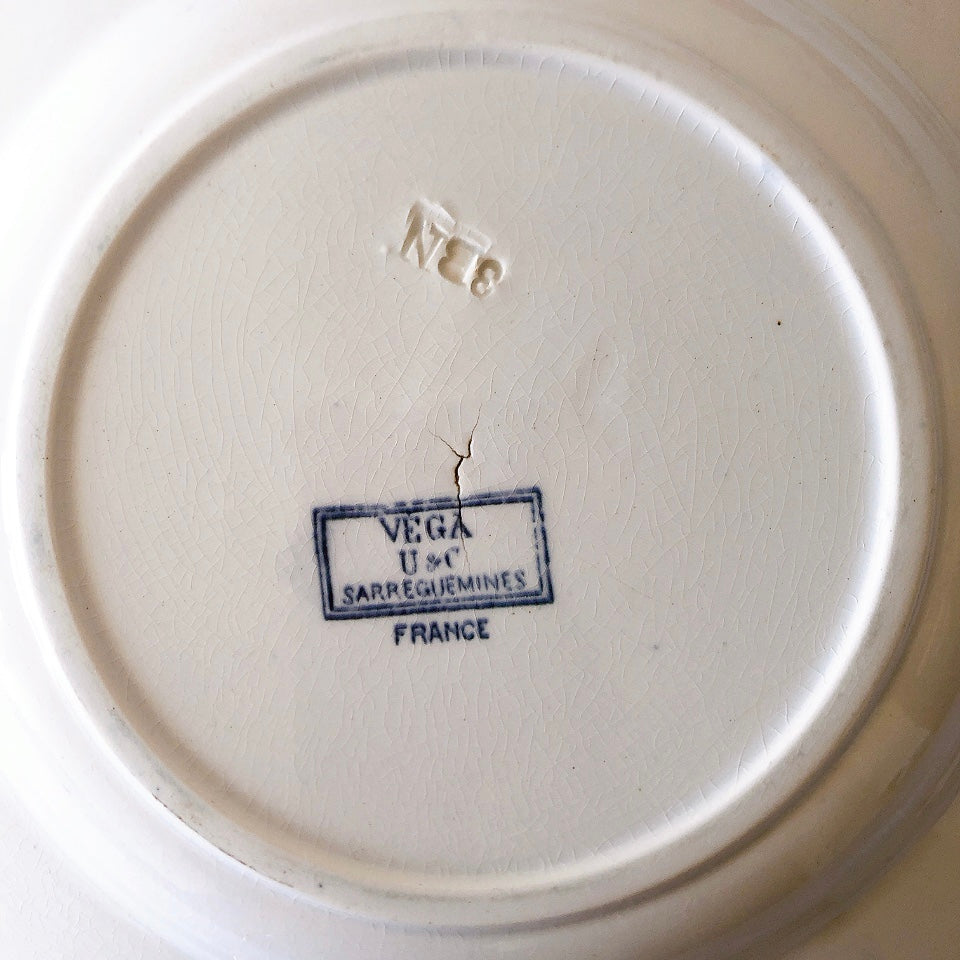 VEGA
U & C
SARREGUEMINES
FRANCE